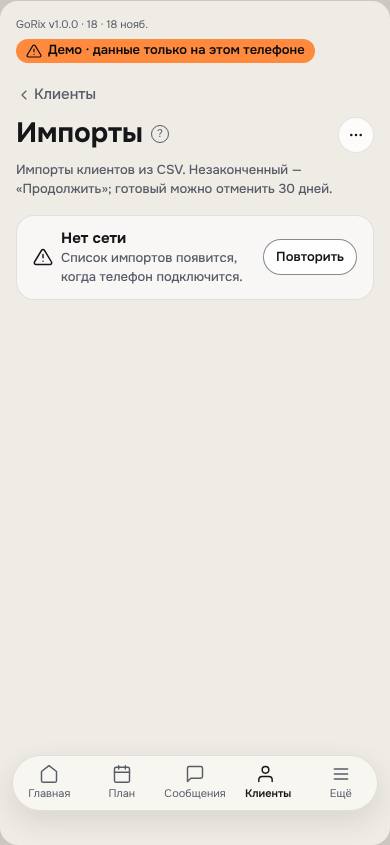 GoRix v1.0.0 · 18 · 18 нояб.
Демо · данные только на этом телефоне
Клиенты
Импорты ?
Импорты клиентов из CSV. Незаконченный —
«Продолжить»; готовый можно отменить 30 дней.
Нет сети
Список импортов появится,
когда телефон подключится.
Повторить
Главная
План
Сообщения
Клиенты
Ещё